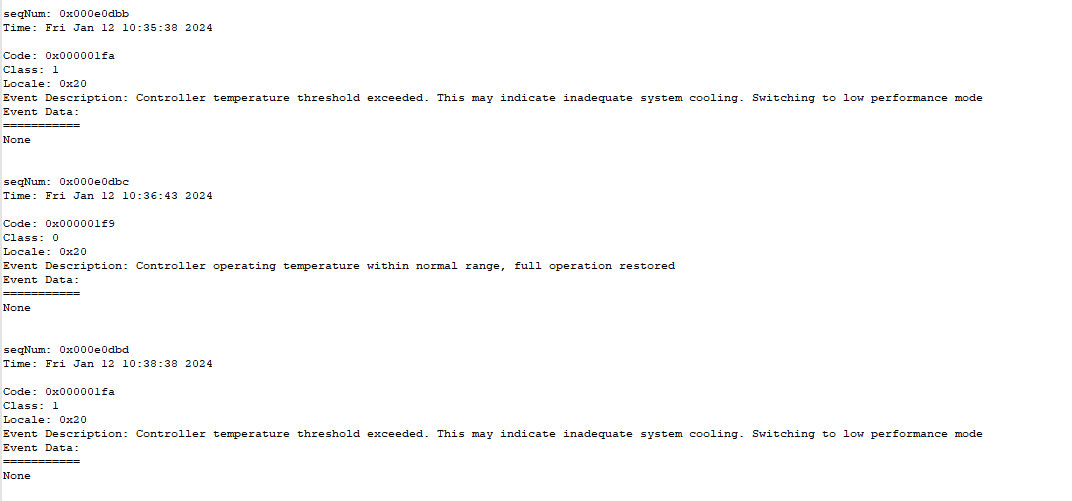 seqNum: 0x000e0dbb
Time: Fri Jan 12 10:35:38 2024
Code: 0x000001fa
Class: 1
Locale: 0x20
Event Description: Controller temperature threshold exceeded. This may indicate inadequate system cooling. Switching to low performance mode
Event Data:
===========
None
seqNum: 0x000e0dbc
Time: Fri Jan 12 10:36:43 2024
Code: 0x000001f9
Class: 0
Locale: 0x20
Event Description: Controller operating temperature within normal range, full operation restored
Event Data:
===========
None
seqNum: 0x000e0dbd
Time: Fri Jan 12 10:38:38 2024
Code: 0x000001fa
Class: 1
Locale: 0x20
Event Description: Controller temperature threshold exceeded. This may indicate inadequate system cooling. Switching to low performance mode
Event Data:
===========
None